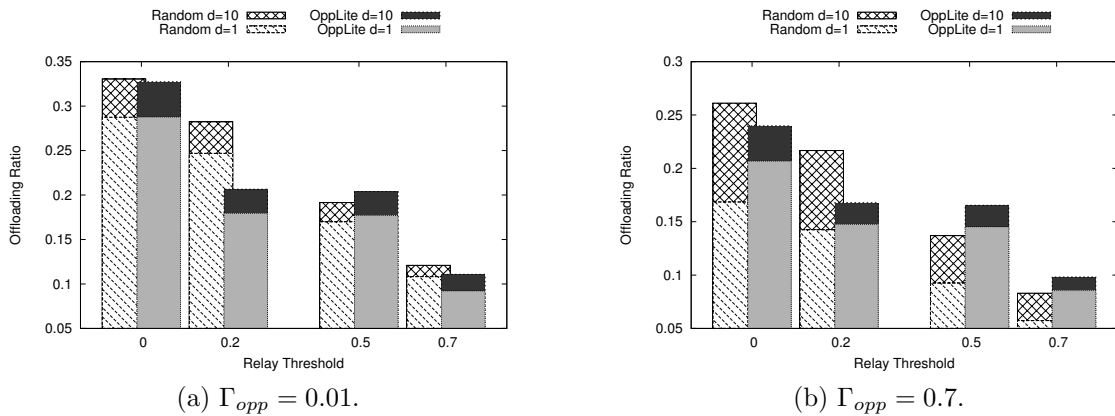 Random d=10 OppLite d=10
Random d=1 OppLite d=1
0.35
0.3
0.25
0.2
0.15
0.1
0.05
Offloading Ratio
0 0.2 0.5 0.7
Relay Threshold
(a) Γopp = 0.01.
Random d=10 OppLite d=10
Random d=1 OppLite d=1
0.3
0.25
0.2
0.15
0.1
0.05
Offloading Ratio
0 0.2 0.5 0.7
Relay Threshold
(b) Γopp = 0.7.